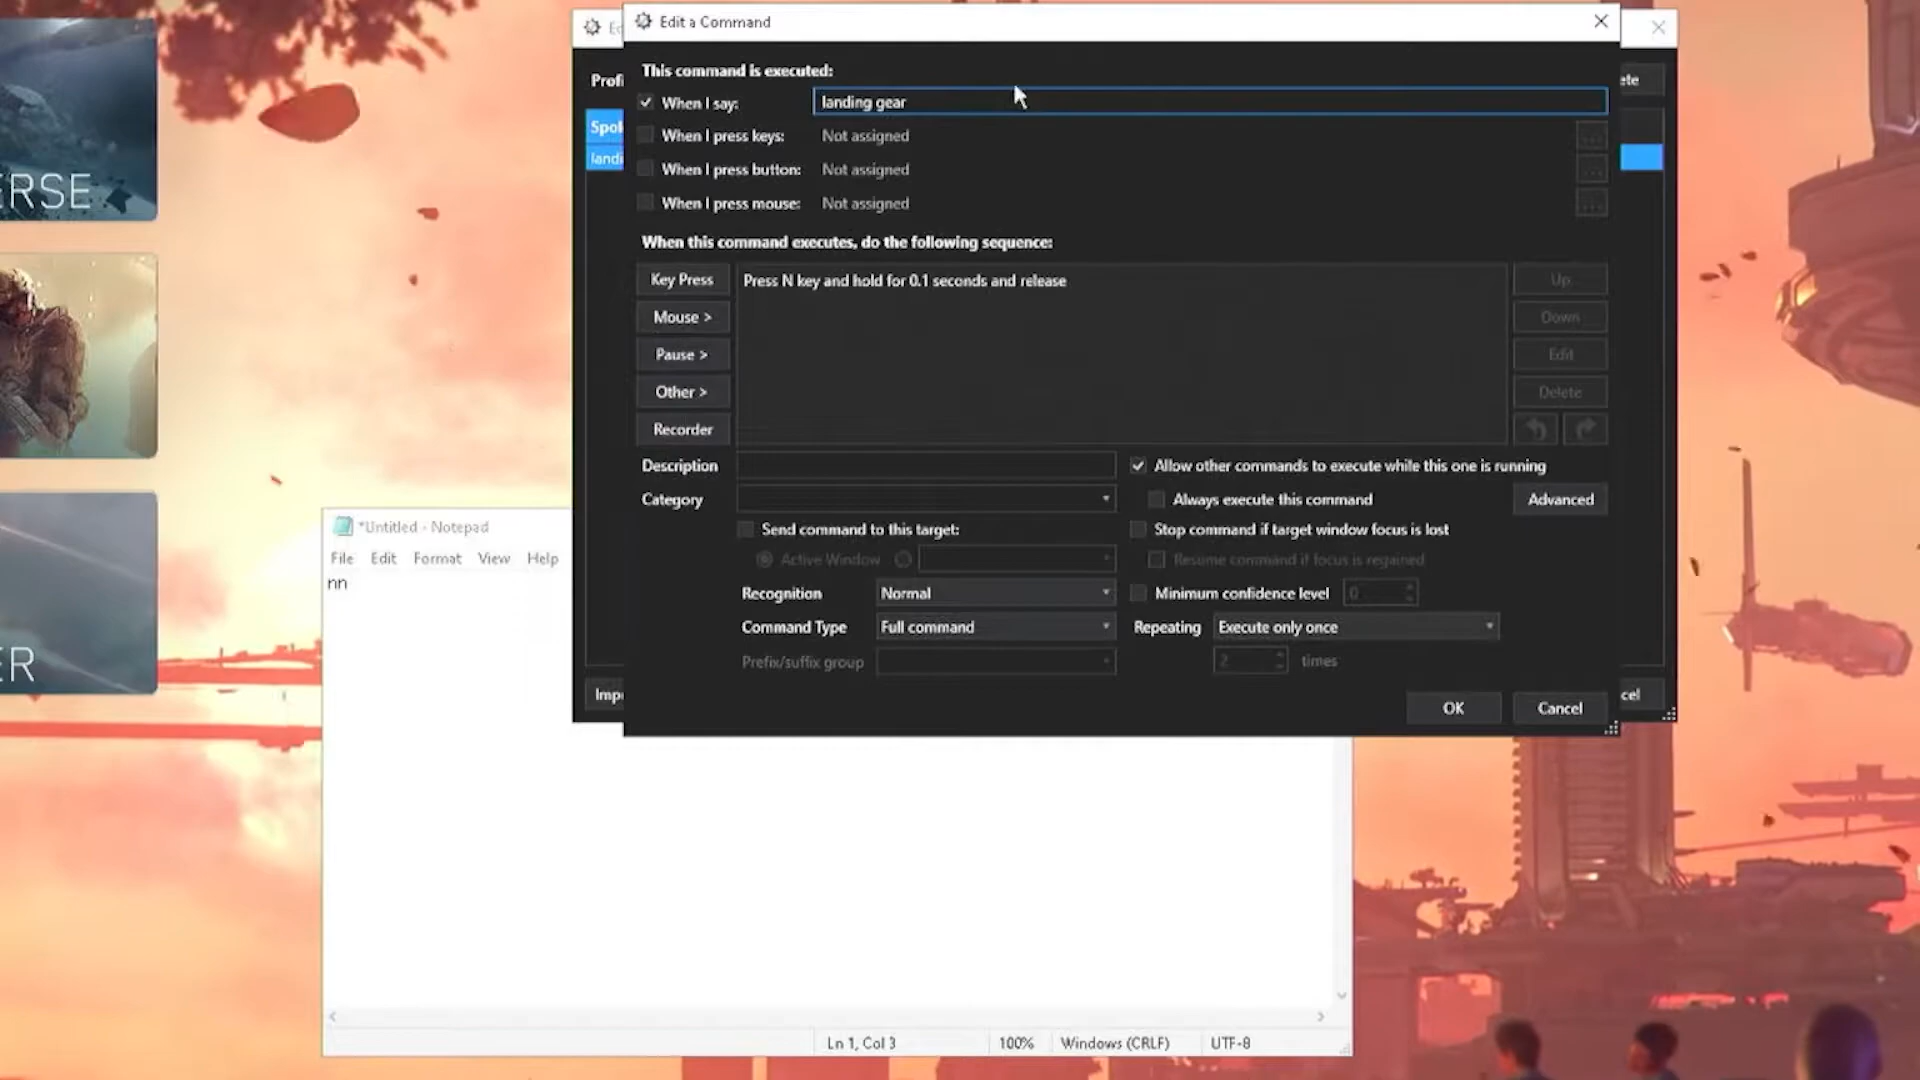 Edit a Command
This command is executed:
When I say: landing gear
When I press keys: Not assigned ...
When I press button: Not assigned ...
When I press mouse: Not assigned ...
When this command executes, do the following sequence:
Key Press
Mouse >
Pause >
Other >
Recorder
Press N key and hold for 0.1 seconds and release
Up
Down
Edit
Delete
Description
Category
Allow other commands to execute while this one is running
Always execute this command
Advanced
Send command to this target:
Active Window
Stop command if target window focus is lost
Resume command if focus is regained
Recognition Normal
Minimum confidence level 0
Command Type Full command
Repeating Execute only once
Prefix/suffix group
2 times
OK
Cancel
Profi
Spok
landi
Impo
ete
cel
*Untitled - Notepad
File Edit Format View Help
nn
Ln 1, Col 3 100% Windows (CRLF) UTF-8
ERSE
ER